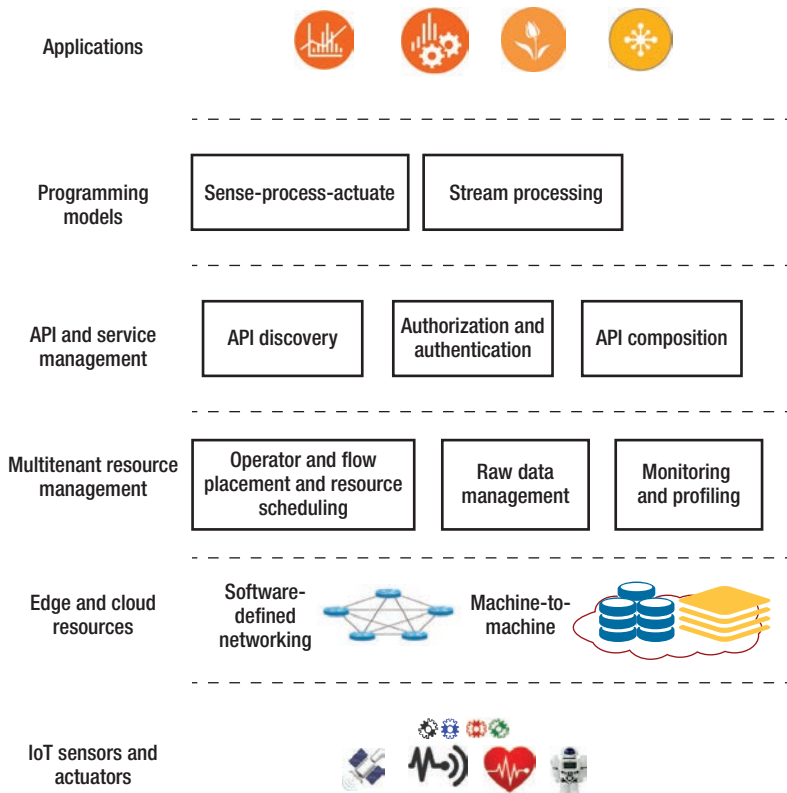 Applications
Programming
models
Sense-process-actuate
Stream processing
API and service
management
API discovery
Authorization and
authentication
API composition
Multitenant resource
management
Operator and flow
placement and resource
scheduling
Raw data
management
Monitoring
and profiling
Edge and cloud
resources
Software-
defined
networking
Machine-to-
machine
IoT sensors and
actuators